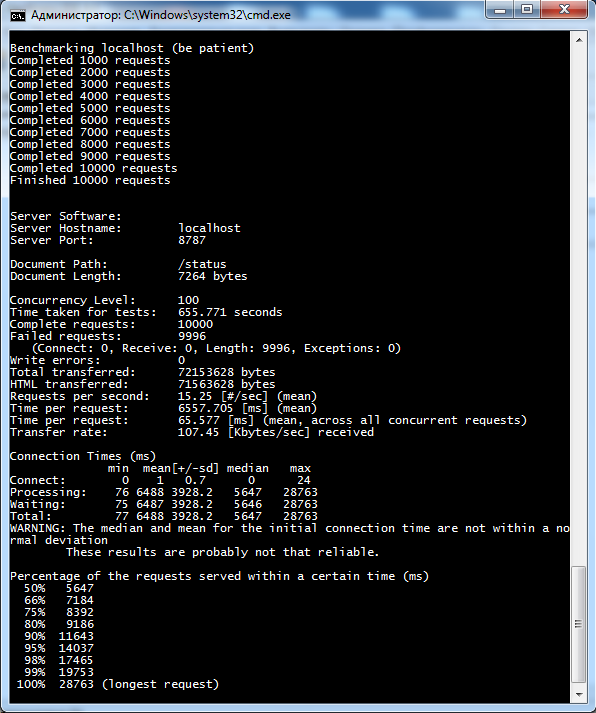 Администратор: C:\Windows\system32\cmd.exe
Benchmarking localhost (be patient)
Completed 1000 requests
Completed 2000 requests
Completed 3000 requests
Completed 4000 requests
Completed 5000 requests
Completed 6000 requests
Completed 7000 requests
Completed 8000 requests
Completed 9000 requests
Completed 10000 requests
Finished 10000 requests
Server Software:
Server Hostname:        localhost
Server Port:            8787
Document Path:          /status
Document Length:        7264 bytes
Concurrency Level:      100
Time taken for tests:   655.771 seconds
Complete requests:      10000
Failed requests:        9996
   (Connect: 0, Receive: 0, Length: 9996, Exceptions: 0)
Write errors:           0
Total transferred:      72153628 bytes
HTML transferred:       71563628 bytes
Requests per second:    15.25 [#/sec] (mean)
Time per request:       6557.705 [ms] (mean)
Time per request:       65.577 [ms] (mean, across all concurrent requests)
Transfer rate:          107.45 [Kbytes/sec] received
Connection Times (ms)
              min  mean[+/-sd] median   max
Connect:        0    1   0.7      0      24
Processing:    76 6488 3928.2   5647   28763
Waiting:       75 6487 3928.2   5646   28763
Total:         77 6488 3928.2   5647   28763
WARNING: The median and mean for the initial connection time are not within a no
rmal deviation
        These results are probably not that reliable.
Percentage of the requests served within a certain time (ms)
  50%   5647
  66%   7184
  75%   8392
  80%   9186
  90%  11643
  95%  14037
  98%  17465
  99%  19753
 100%  28763 (longest request)